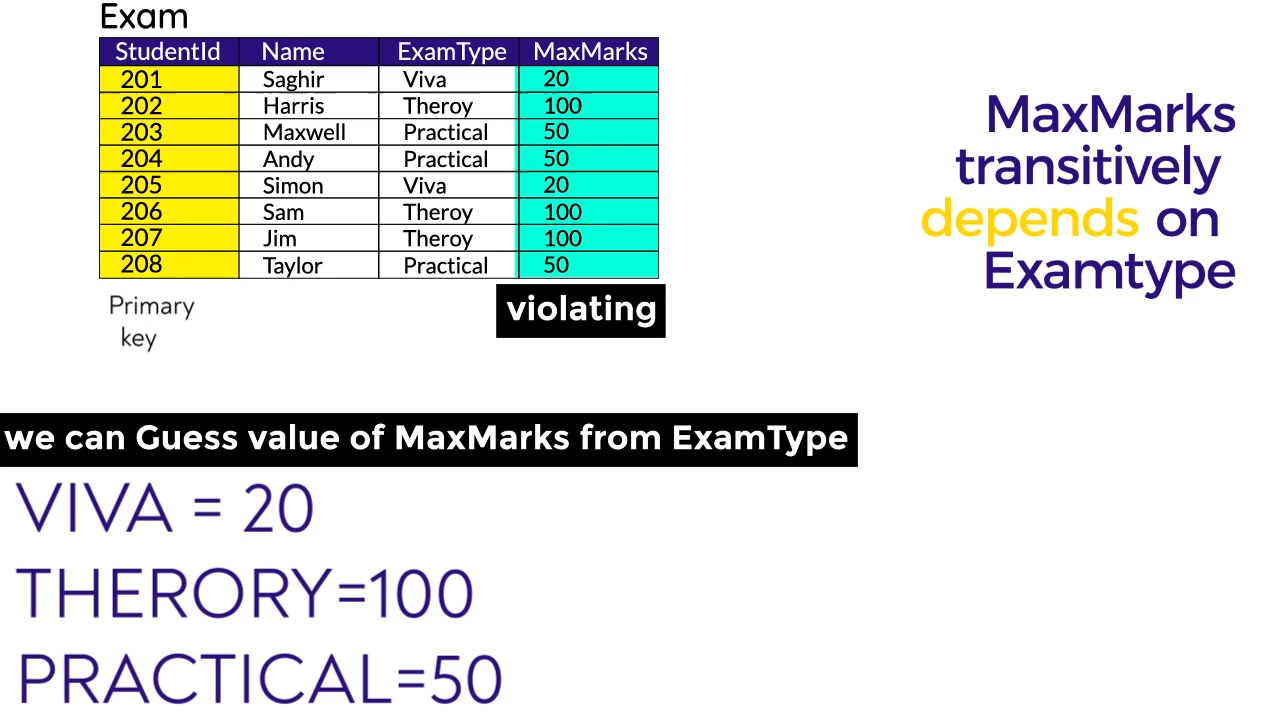 Exam
StudentId Name ExamType MaxMarks
201 Saghir Viva 20
202 Harris Theroy 100
203 Maxwell Practical 50
204 Andy Practical 50
205 Simon Viva 20
206 Sam Theroy 100
207 Jim Theroy 100
208 Taylor Practical 50
Primary
key
violating
MaxMarks
transitively
depends on
Examtype
we can Guess value of MaxMarks from ExamType
VIVA = 20
THERORY=100
PRACTICAL=50